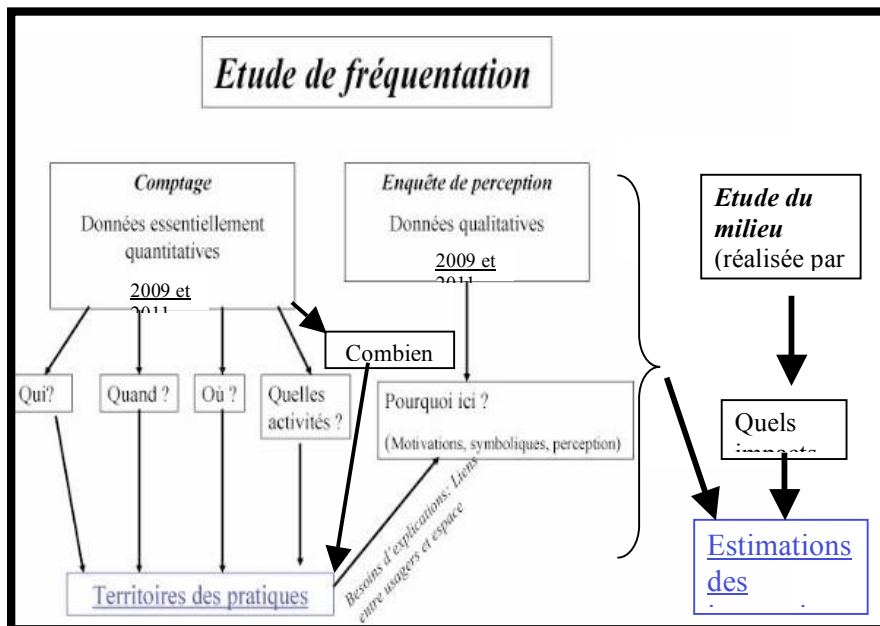 Etude de fréquentation
Comptage
Données essentiellement
quantitatives
2009 et
2011
Enquête de perception
Données qualitatives
2009 et
Etude du
milieu
(réalisée par
Combien
Qui?
Quand ?
Où ?
Quelles
activités ?
Pourquoi ici ?
(Motivations, symboliques, perception)
Quels
impacts
Besoins d'explications: Liens
entre usagers et espace
Territoires des pratiques
Estimations
des